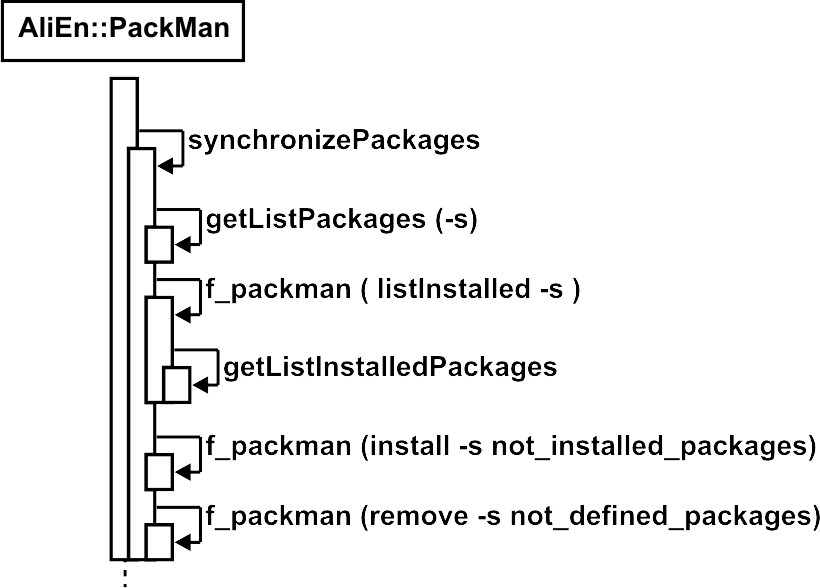 AliEn::PackMan
synchronizePackages
getListPackages (-s)
f_packman ( listInstalled -s )
getListInstalledPackages
f_packman (install -s not_installed_packages)
f_packman (remove -s not_defined_packages)